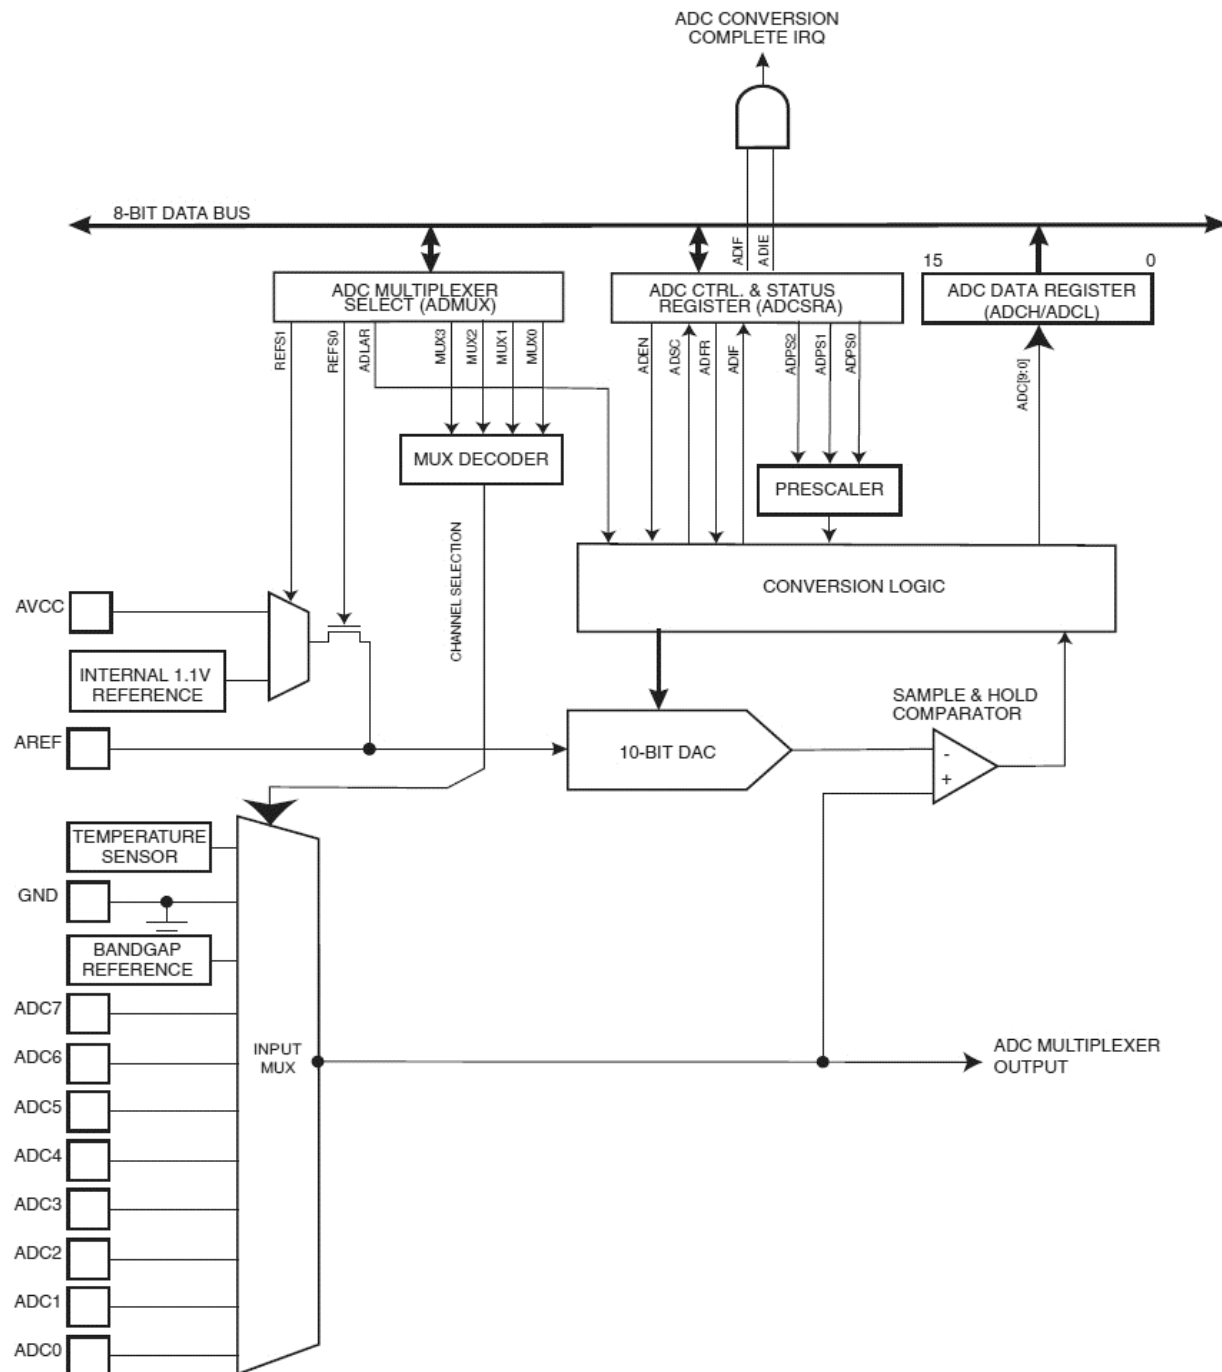 ADC CONVERSION
COMPLETE IRQ
8-BIT DATA BUS
ADIF
ADIE
15
0
ADC MULTIPLEXER
SELECT (ADMUX)
ADC CTRL. & STATUS
REGISTER (ADCSRA)
ADC DATA REGISTER
(ADCH/ADCL)
REFS1
REFS0
ADLAR
MUX3
MUX2
MUX1
MUX0
ADEN
ADSC
ADFR
ADIF
ADPS2
ADPS1
ADPS0
ADC[9:0]
MUX DECODER
PRESCALER
CHANNEL SELECTION
CONVERSION LOGIC
AVCC
INTERNAL 1.1V
REFERENCE
SAMPLE & HOLD
COMPARATOR
AREF
10-BIT DAC
-
+
TEMPERATURE
SENSOR
GND
BANDGAP
REFERENCE
ADC7
ADC6
INPUT
MUX
ADC MULTIPLEXER
OUTPUT
ADC5
ADC4
ADC3
ADC2
ADC1
ADC0